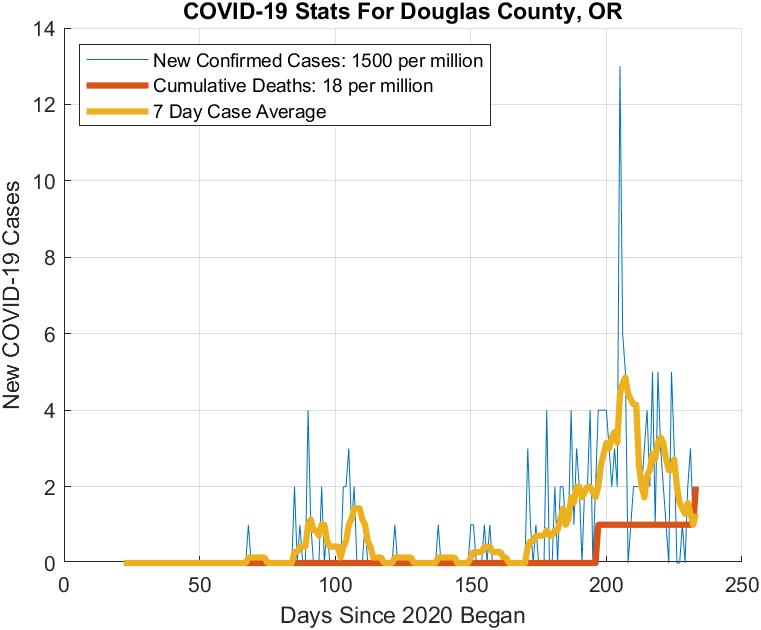 COVID-19 Stats For Douglas County, OR
New Confirmed Cases: 1500 per million
Cumulative Deaths: 18 per million
7 Day Case Average
New COVID-19 Cases
14
12
10
8
6
4
2
0
0 50 100 150 200 250
Days Since 2020 Began